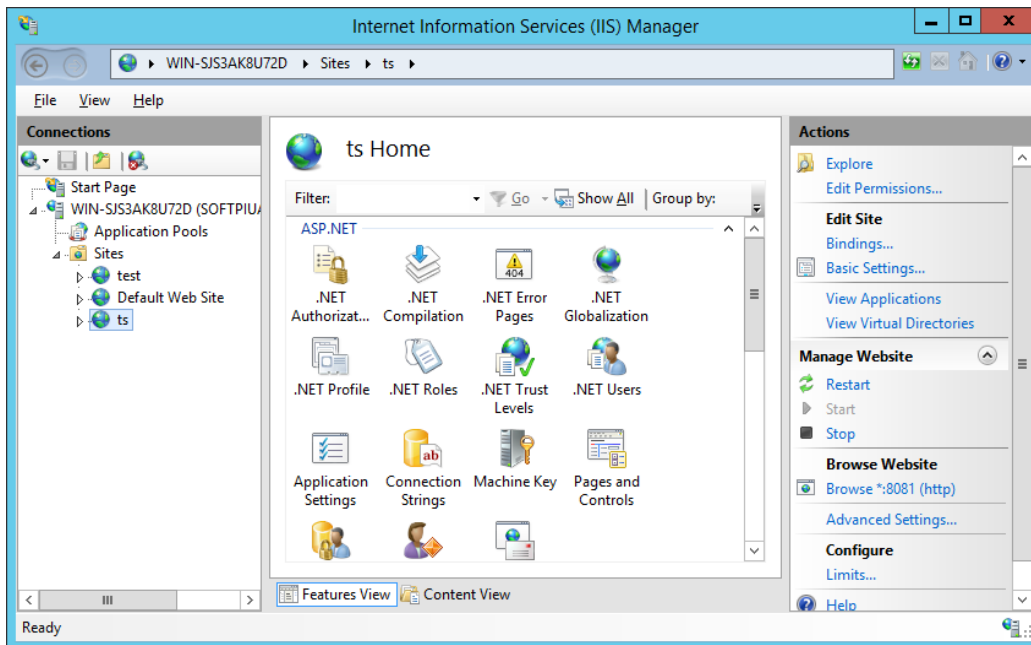 Internet Information Services (IIS) Manager
WIN-SJS3AK8U72D Sites ts
File View Help
Connections
Start Page
WIN-SJS3AK8U72D (SOFTPIUA
Application Pools
Sites
test
Default Web Site
ts
ts Home
Filter: Go Show All Group by:
ASP.NET
.NET Authorizat...
.NET Compilation
404
.NET Error Pages
.NET Globalization
.NET Profile
.NET Roles
.NET Trust Levels
.NET Users
Application Settings
ab
Connection Strings
Machine Key
Pages and Controls
Features View Content View
Actions
Explore
Edit Permissions...
Edit Site
Bindings...
Basic Settings...
View Applications
View Virtual Directories
Manage Website
Restart
Start
Stop
Browse Website
Browse *:8081 (http)
Advanced Settings...
Configure
Limits...
Help
Ready